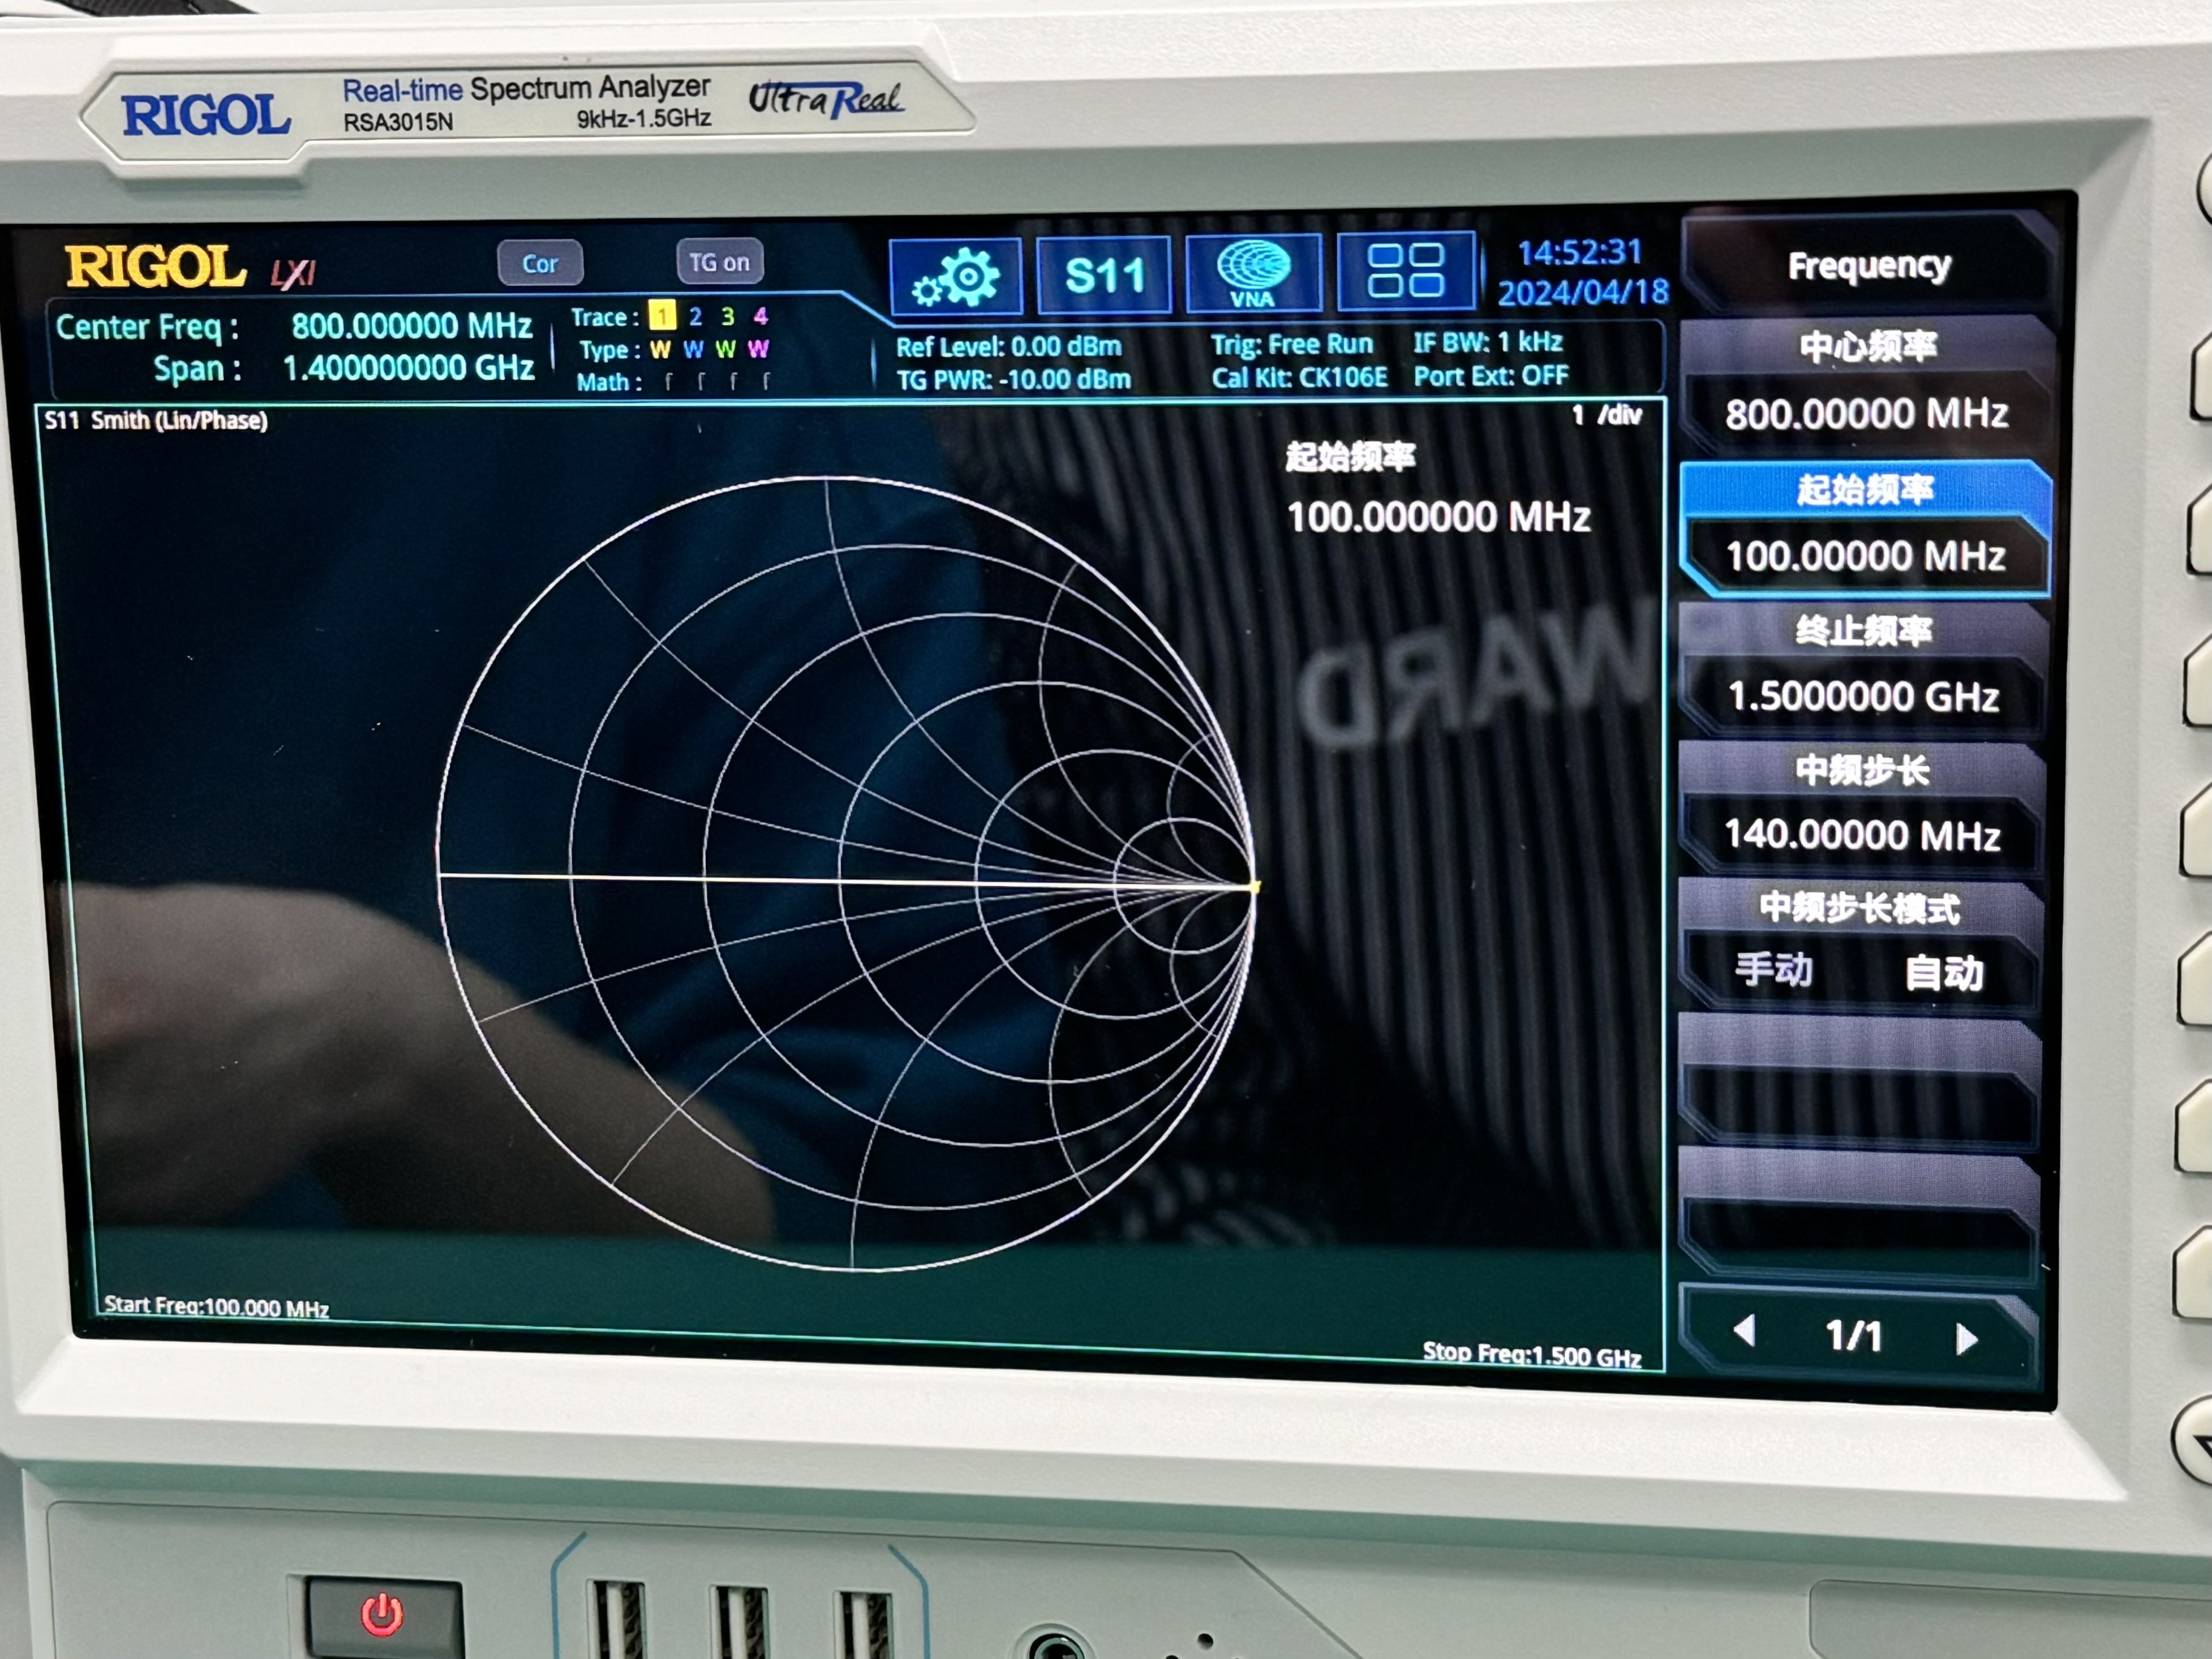 RIGOL
Real-time Spectrum Analyzer
RSA3015N 9kHz-1.5GHz
UltraReal
RIGOL LXI
Cor
TG on
S11
VNA
14:52:31
2024/04/18
Center Freq : 800.000000 MHz
Span : 1.400000000 GHz
Trace : 1 2 3 4
Type : W W W W
Math : f f f f
Ref Level: 0.00 dBm
TG PWR: -10.00 dBm
Trig: Free Run
Cal Kit: CK106E
IF BW: 1 kHz
Port Ext: OFF
S11 Smith (Lin/Phase)
1 /div
起始频率
100.000000 MHz
WARD
Start Freq:100.000 MHz
Stop Freq:1.500 GHz
Frequency
中心频率
800.00000 MHz
起始频率
100.00000 MHz
终止频率
1.5000000 GHz
中频步长
140.00000 MHz
中频步长模式
手动 自动
1/1